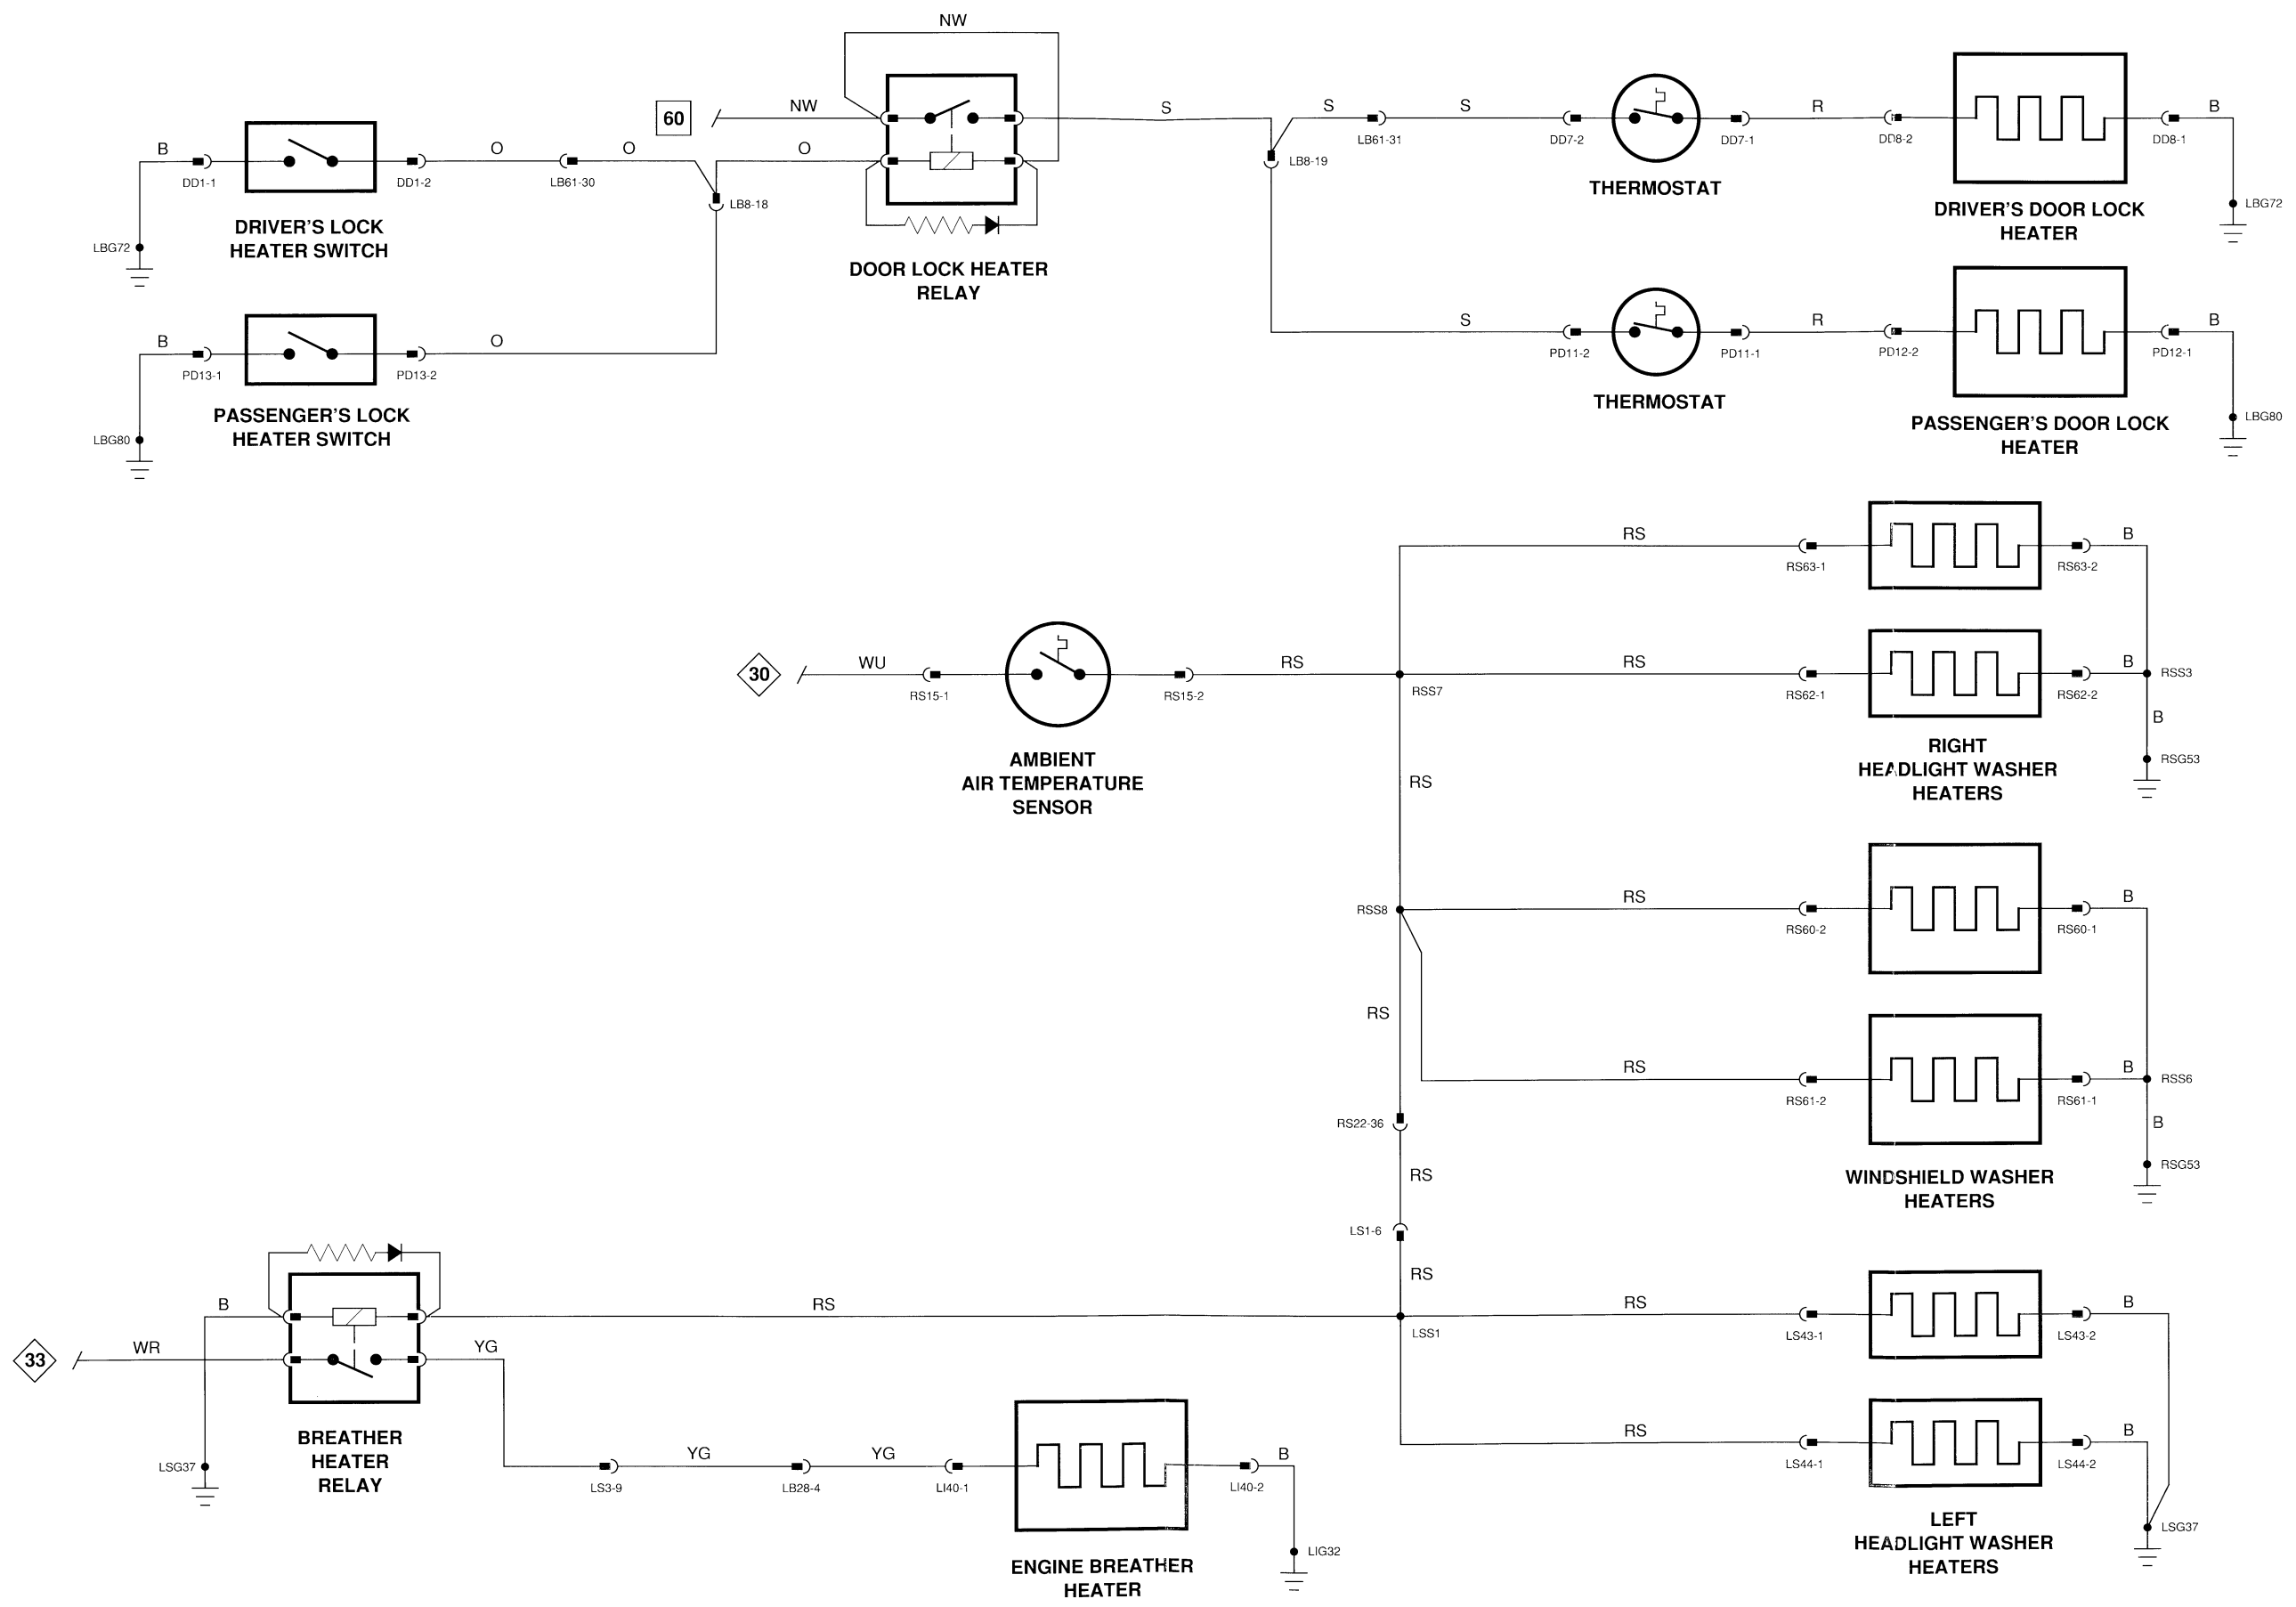 NW
60
NW
S
S
S
R
B
B
O
O
O
DD1-1
DD1-2
LB61-30
LB8-18
LB8-19
LB61-31
DD7-2
DD7-1
DD8-2
DD8-1
THERMOSTAT
DRIVER'S LOCK
HEATER SWITCH
LBG72
DRIVER'S DOOR LOCK
HEATER
LBG72
DOOR LOCK HEATER
RELAY
B
O
S
R
B
PD13-1
PD13-2
PD11-2
PD11-1
PD12-2
PD12-1
THERMOSTAT
PASSENGER'S LOCK
HEATER SWITCH
LBG80
PASSENGER'S DOOR LOCK
HEATER
LBG80
RS
B
RS63-1
RS63-2
30
WU
RS
RS
B
RS15-1
RS15-2
RSS7
RS62-1
RS62-2
RSS3
B
RSG53
AMBIENT
AIR TEMPERATURE
SENSOR
RIGHT
HEADLIGHT WASHER
HEATERS
RS
RSS8
RS
B
RS60-2
RS60-1
RS
RS
B
RS61-2
RS61-1
RSS6
B
RSG53
RS22-36
RS
WINDSHIELD WASHER
HEATERS
LS1-6
RS
B
RS
RS
B
LSS1
LS43-1
LS43-2
33
WR
YG
BREATHER
HEATER
RELAY
LSG37
YG
YG
B
LS3-9
LB28-4
LI40-1
LI40-2
RS
B
LS44-1
LS44-2
LIG32
ENGINE BREATHER
HEATER
LEFT
HEADLIGHT WASHER
HEATERS
LSG37